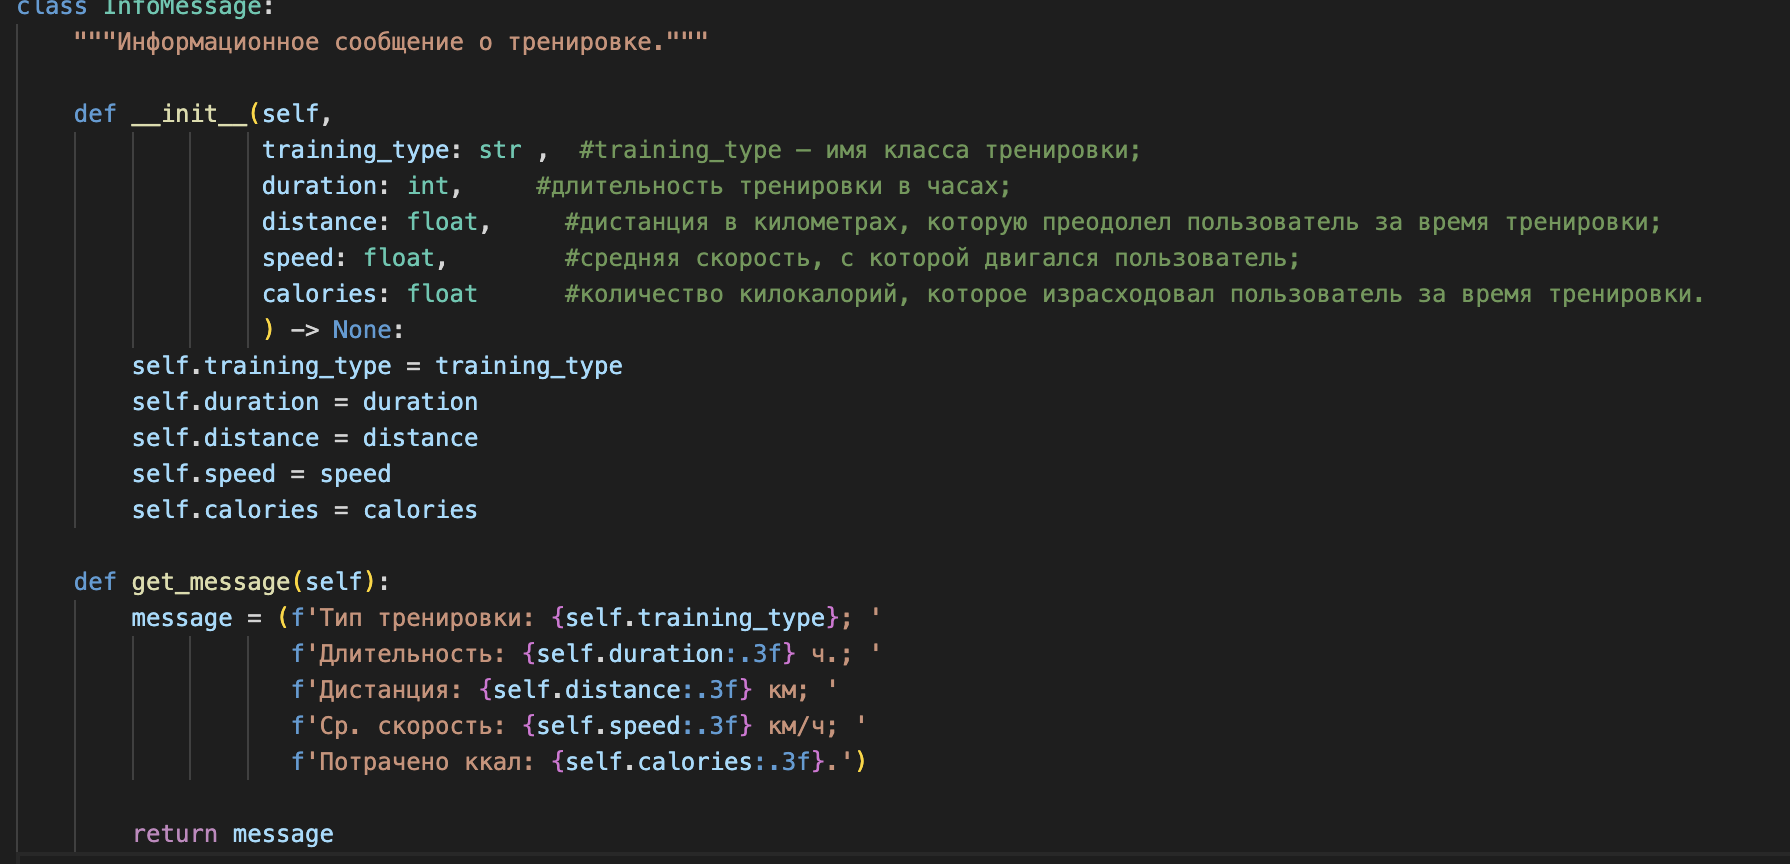 class InfoMessage:
"""Информационное сообщение о тренировке."""
def __init__(self,
training_type: str ,  #training_type — имя класса тренировки;
duration: int,     #длительность тренировки в часах;
distance: float,     #дистанция в километрах, которую преодолел пользователь за время тренировки;
speed: float,        #средняя скорость, с которой двигался пользователь;
calories: float      #количество килокалорий, которое израсходовал пользователь за время тренировки.
) -> None:
self.training_type = training_type
self.duration = duration
self.distance = distance
self.speed = speed
self.calories = calories
def get_message(self):
message = (f'Тип тренировки: {self.training_type}; '
f'Длительность: {self.duration:.3f} ч.; '
f'Дистанция: {self.distance:.3f} км; '
f'Ср. скорость: {self.speed:.3f} км/ч; '
f'Потрачено ккал: {self.calories:.3f}.')
return message